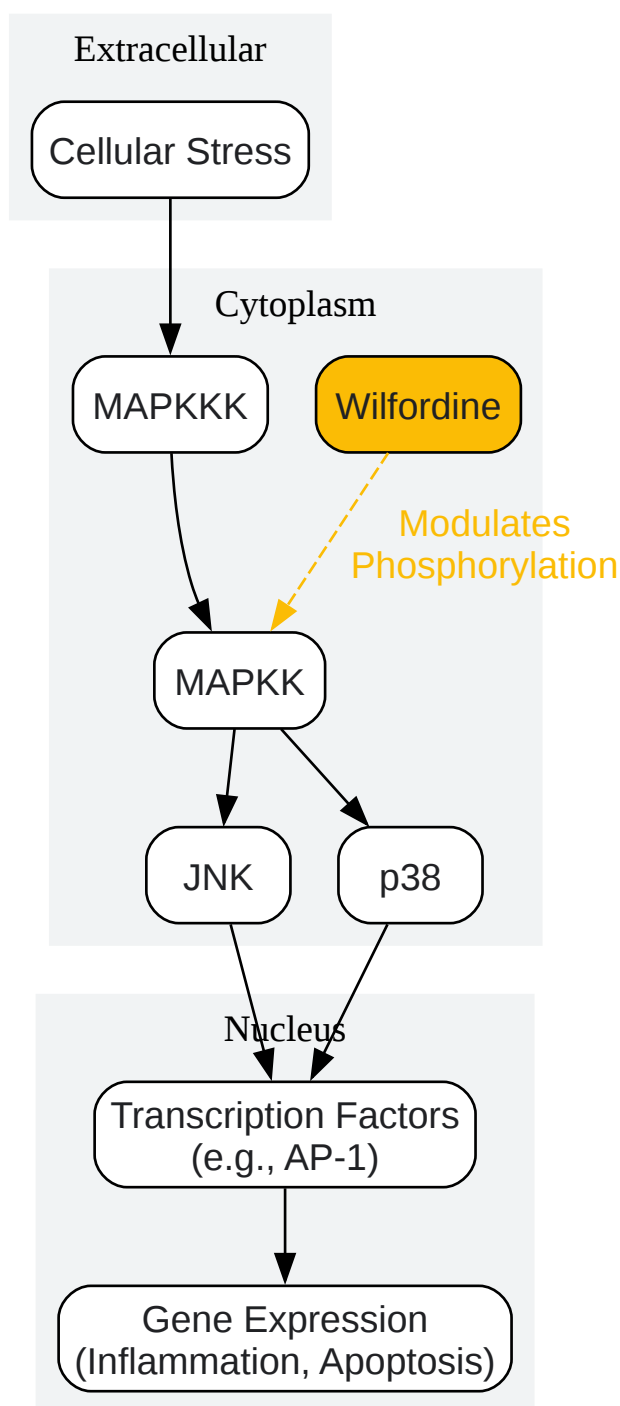 Extracellular
Cellular Stress
Cytoplasm
MAPKKK
Wilfordine
Modulates
Phosphorylation
MAPKK
JNK
p38
Nucleus
Transcription Factors
(e.g., AP-1)
Gene Expression
(Inflammation, Apoptosis)